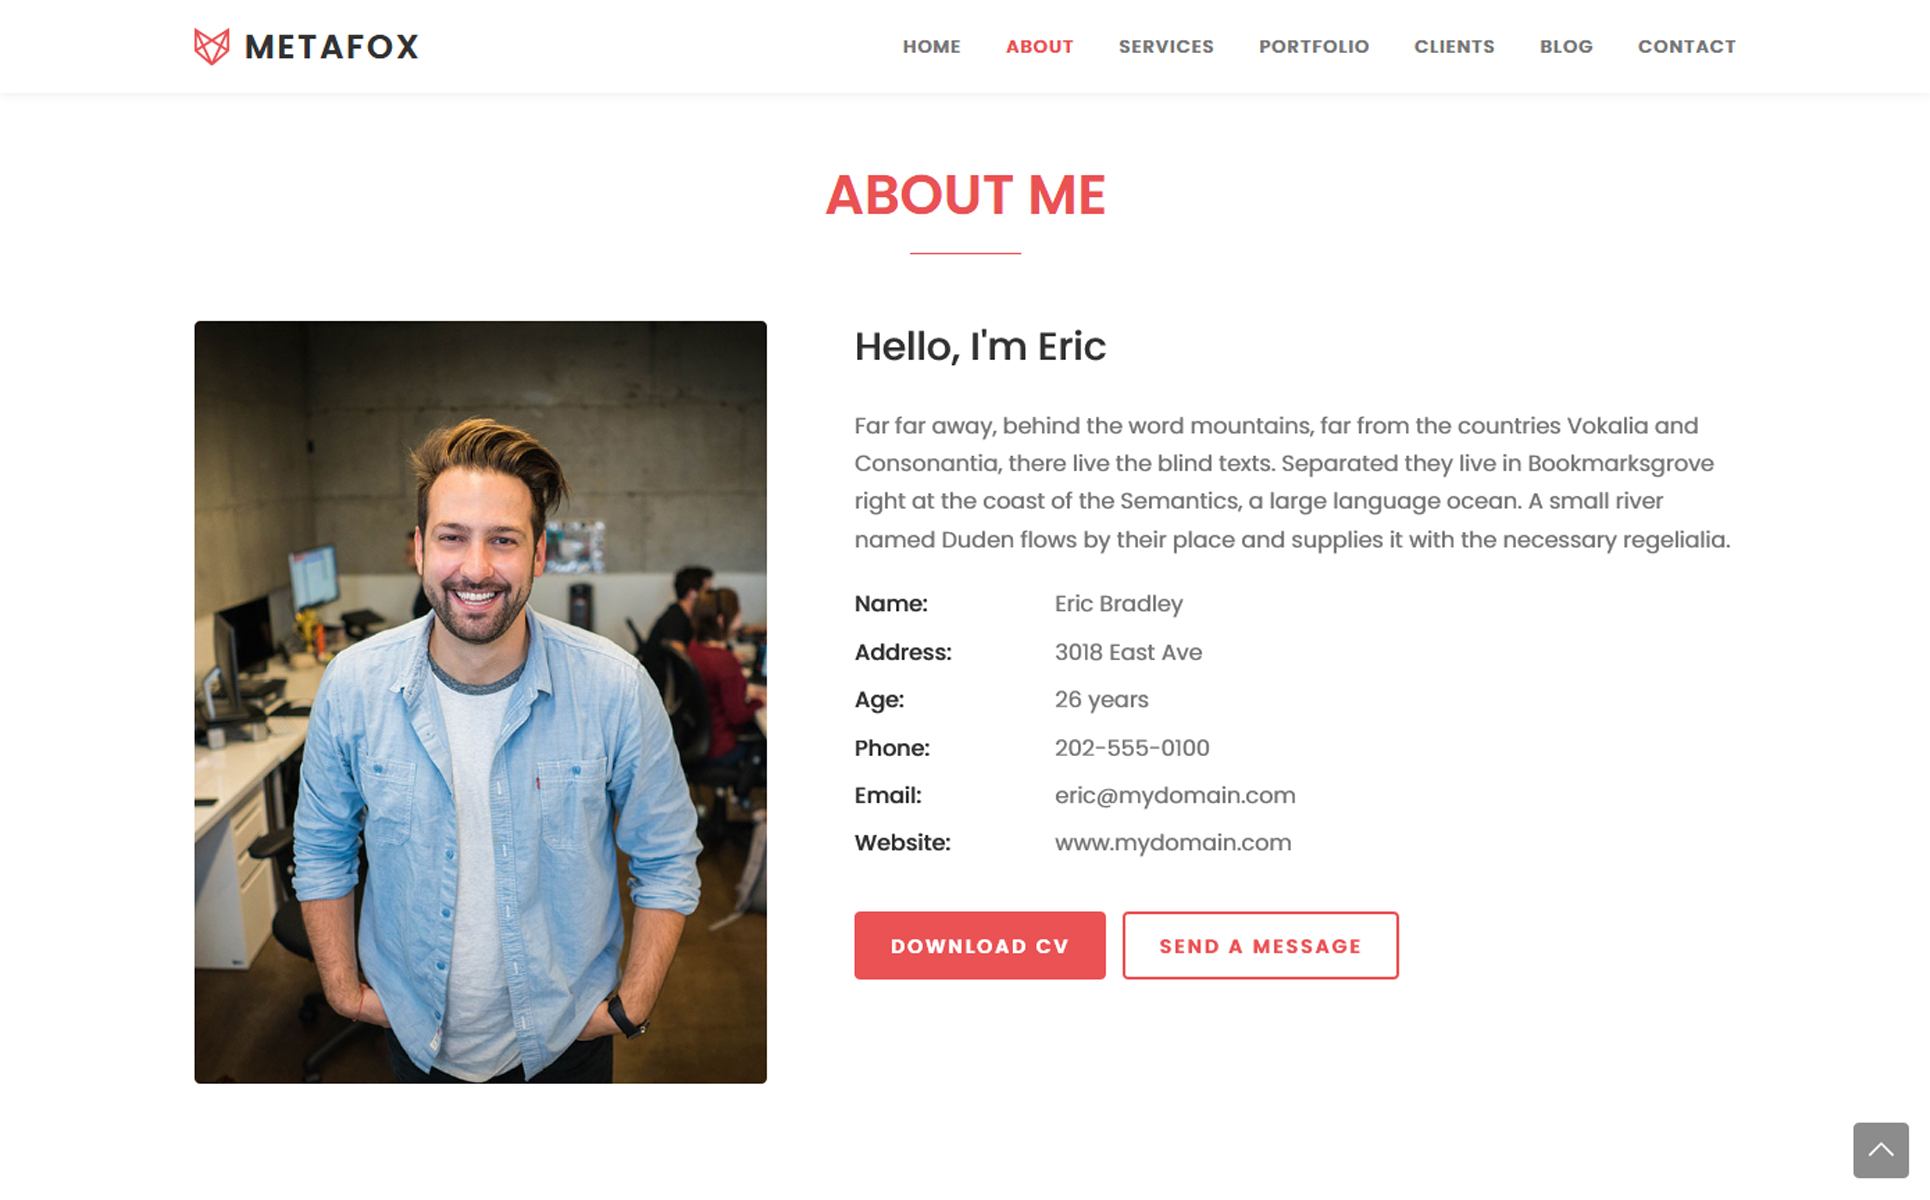 METAFOX
HOME ABOUT SERVICES PORTFOLIO CLIENTS BLOG CONTACT
ABOUT ME
Hello, I'm Eric
Far far away, behind the word mountains, far from the countries Vokalia and
Consonantia, there live the blind texts. Separated they live in Bookmarksgrove
right at the coast of the Semantics, a large language ocean. A small river
named Duden flows by their place and supplies it with the necessary regelialia.
Name: Eric Bradley
Address: 3018 East Ave
Age: 26 years
Phone: 202-555-0100
Email: eric@mydomain.com
Website: www.mydomain.com
DOWNLOAD CV SEND A MESSAGE